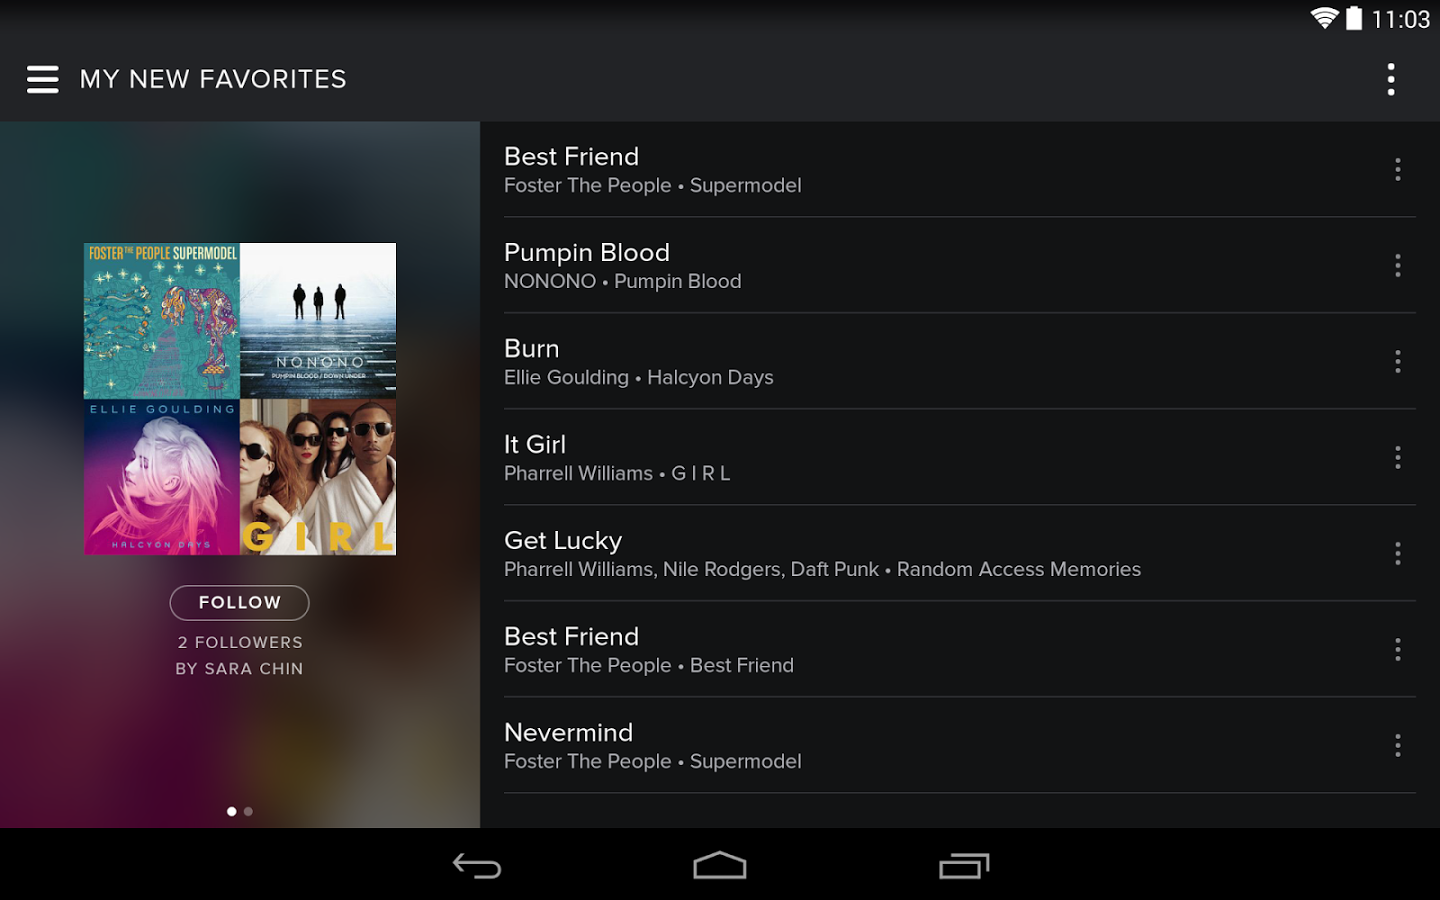 11:03
MY NEW FAVORITES
FOSTER THE PEOPLE SUPERMODEL
NONONO
PUMPIN BLOOD / DOWN UNDER
ELLIE GOULDING
HALCYON DAYS
G I R L
FOLLOW
2 FOLLOWERS
BY SARA CHIN
Best Friend
Foster The People • Supermodel
Pumpin Blood
NONONO • Pumpin Blood
Burn
Ellie Goulding • Halcyon Days
It Girl
Pharrell Williams • G I R L
Get Lucky
Pharrell Williams, Nile Rodgers, Daft Punk • Random Access Memories
Best Friend
Foster The People • Best Friend
Nevermind
Foster The People • Supermodel